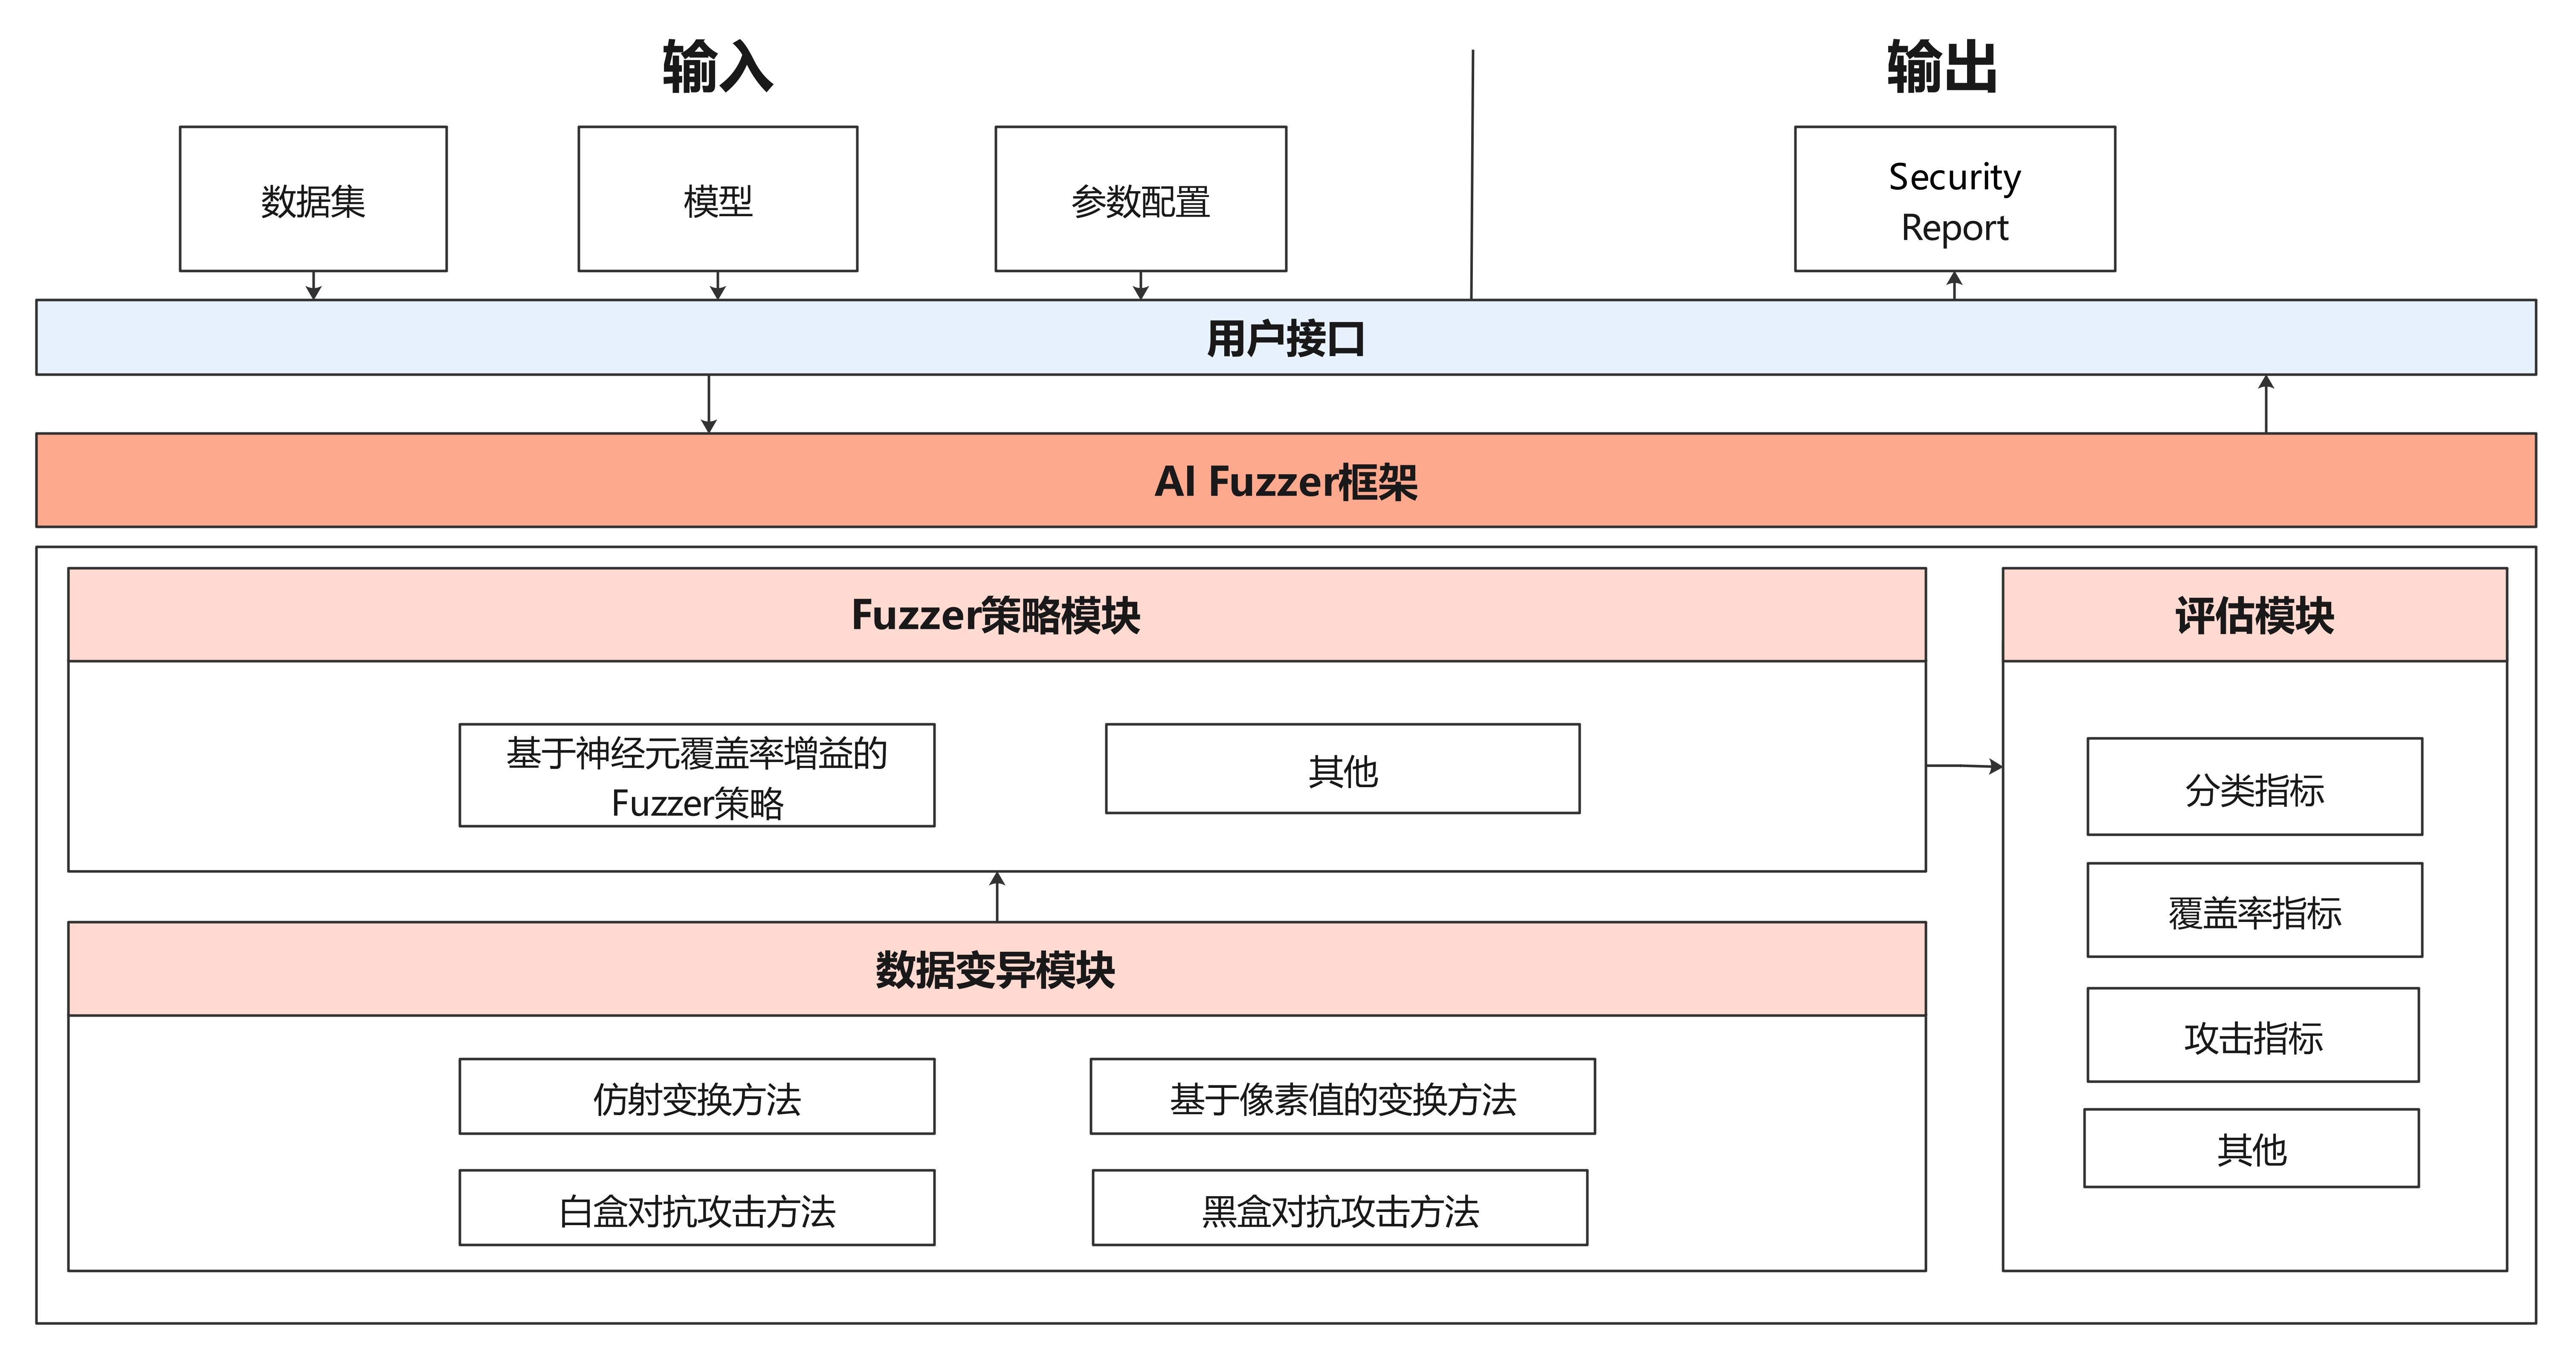 输入
输出
数据集
模型
参数配置
Security
Report
用户接口
AI Fuzzer框架
Fuzzer策略模块
基于神经元覆盖率增益的
Fuzzer策略
其他
数据变异模块
仿射变换方法
基于像素值的变换方法
白盒对抗攻击方法
黑盒对抗攻击方法
评估模块
分类指标
覆盖率指标
攻击指标
其他